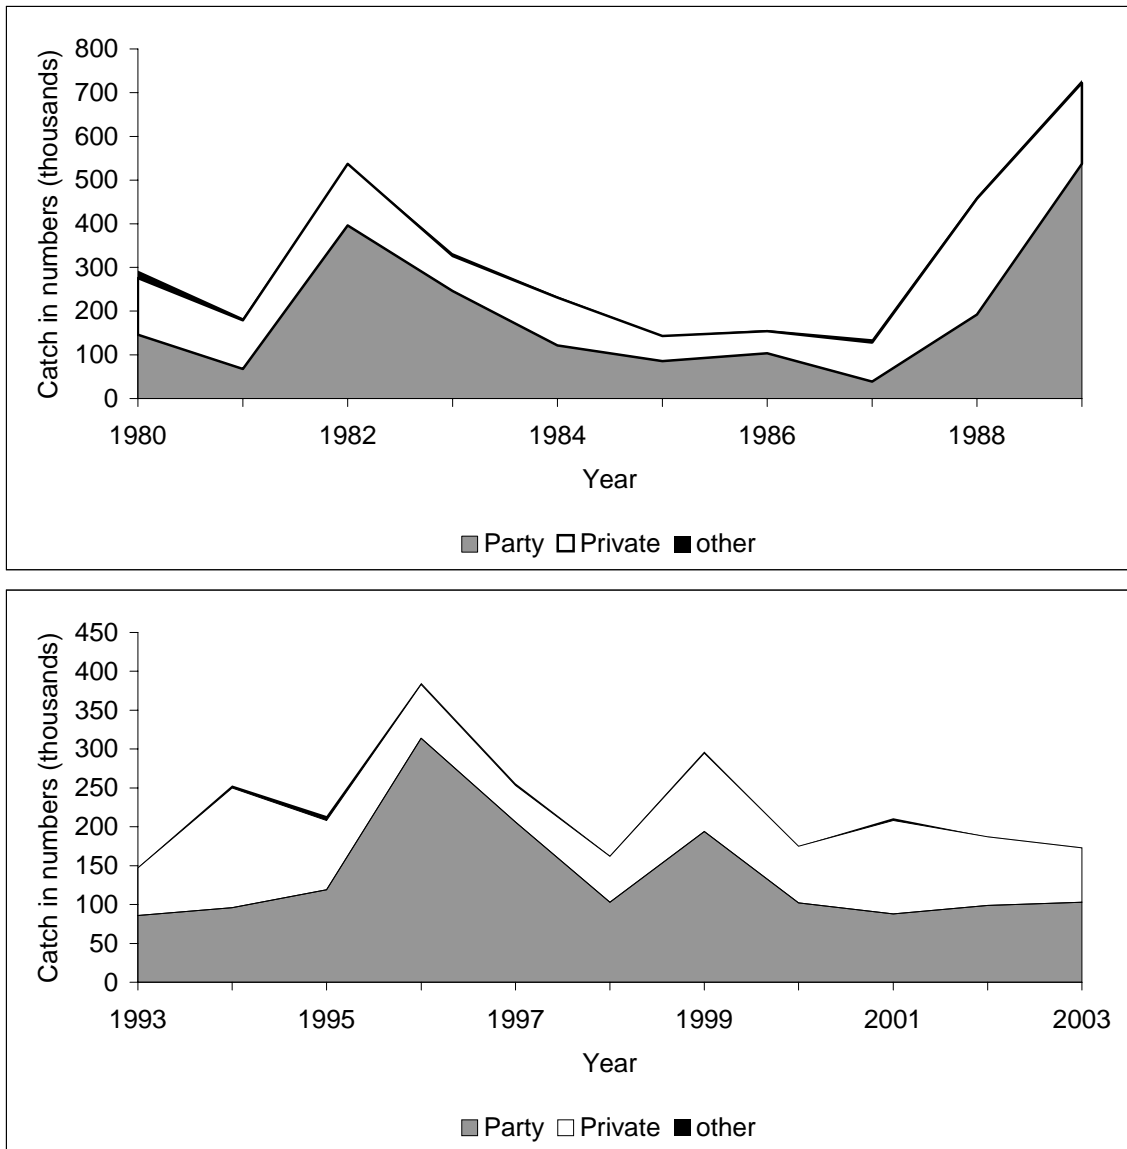 Catch in numbers (thousands)
800
700
600
500
400
300
200
100
0
1980 1982 1984 1986 1988
Year
Party Private other
Catch in numbers (thousands)
450
400
350
300
250
200
150
100
50
0
1993 1995 1997 1999 2001 2003
Year
Party Private other